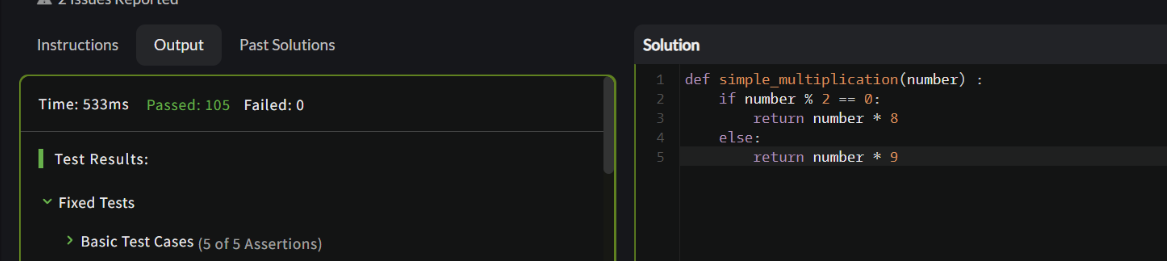 2 Issues Reported
Instructions Output Past Solutions
Time: 533ms Passed: 105 Failed: 0
Test Results:
Fixed Tests
Basic Test Cases (5 of 5 Assertions)
Solution
1 def simple_multiplication(number) :
2     if number % 2 == 0:
3         return number * 8
4     else:
5         return number * 9